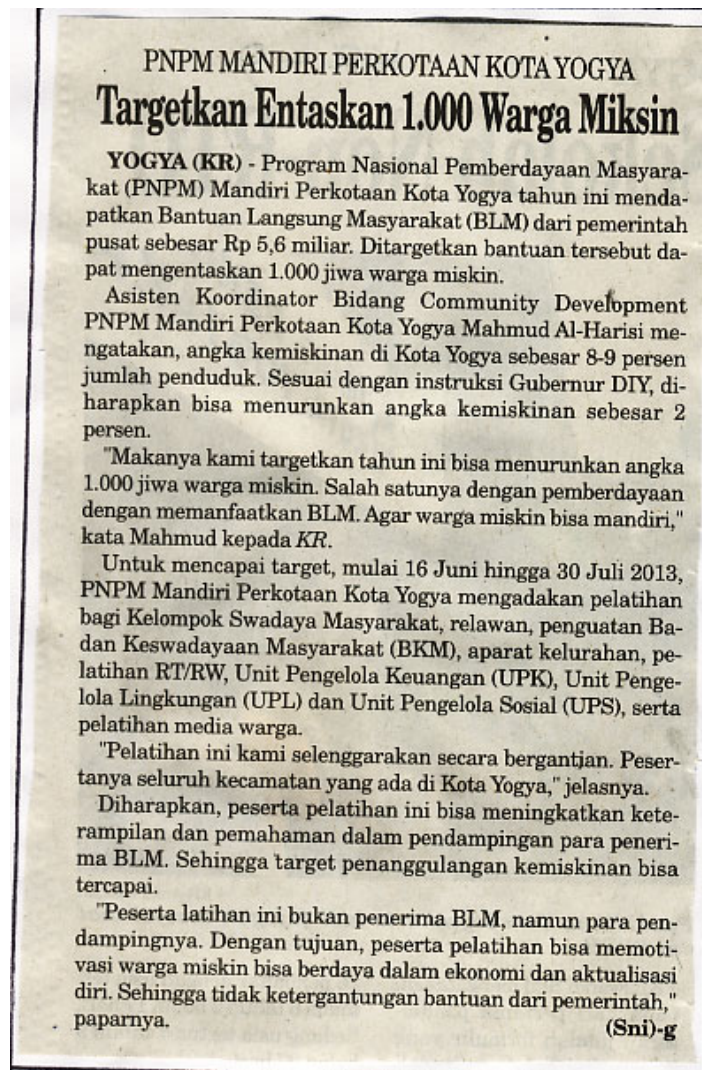 PNPM MANDIRI PERKOTAAN KOTA YOGYA
Targetkan Entaskan 1.000 Warga Miksin
YOGYA (KR) - Program Nasional Pemberdayaan Masyara-
kat (PNPM) Mandiri Perkotaan Kota Yogya tahun ini menda-
patkan Bantuan Langsung Masyarakat (BLM) dari pemerintah
pusat sebesar Rp 5,6 miliar. Ditargetkan bantuan tersebut da-
pat mengentaskan 1.000 jiwa warga miskin.
Asisten Koordinator Bidang Community Development
PNPM Mandiri Perkotaan Kota Yogya Mahmud Al-Harisi me-
ngatakan, angka kemiskinan di Kota Yogya sebesar 8-9 persen
jumlah penduduk. Sesuai dengan instruksi Gubernur DIY, di-
harapkan bisa menurunkan angka kemiskinan sebesar 2
persen.
"Makanya kami targetkan tahun ini bisa menurunkan angka
1.000 jiwa warga miskin. Salah satunya dengan pemberdayaan
dengan memanfaatkan BLM. Agar warga miskin bisa mandiri,"
kata Mahmud kepada KR.
Untuk mencapai target, mulai 16 Juni hingga 30 Juli 2013,
PNPM Mandiri Perkotaan Kota Yogya mengadakan pelatihan
bagi Kelompok Swadaya Masyarakat, relawan, penguatan Ba-
dan Keswadayaan Masyarakat (BKM), aparat kelurahan, pe-
latihan RT/RW, Unit Pengelola Keuangan (UPK), Unit Penge-
lola Lingkungan (UPL) dan Unit Pengelola Sosial (UPS), serta
pelatihan media warga.
"Pelatihan ini kami selenggarakan secara bergantian. Peser-
tanya seluruh kecamatan yang ada di Kota Yogya," jelasnya.
Diharapkan, peserta pelatihan ini bisa meningkatkan kete-
rampilan dan pemahaman dalam pendampingan para peneri-
ma BLM. Sehingga target penanggulangan kemiskinan bisa
tercapai.
"Peserta latihan ini bukan penerima BLM, namun para pen-
dampingnya. Dengan tujuan, peserta pelatihan bisa memoti-
vasi warga miskin bisa berdaya dalam ekonomi dan aktualisasi
diri. Sehingga tidak ketergantungan bantuan dari pemerintah,"
paparnya. (Sni)-g